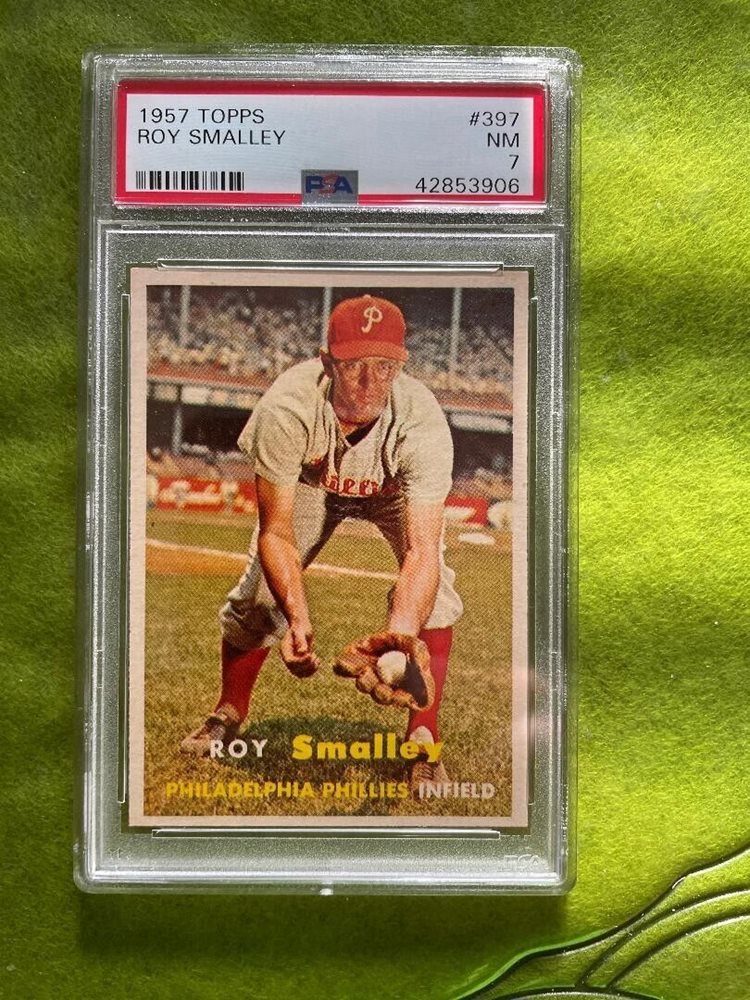 1957 TOPPS #397
ROY SMALLEY NM
7
PSA 42853906
P
ROY Smalley
PHILADELPHIA PHILLIES INFIELD